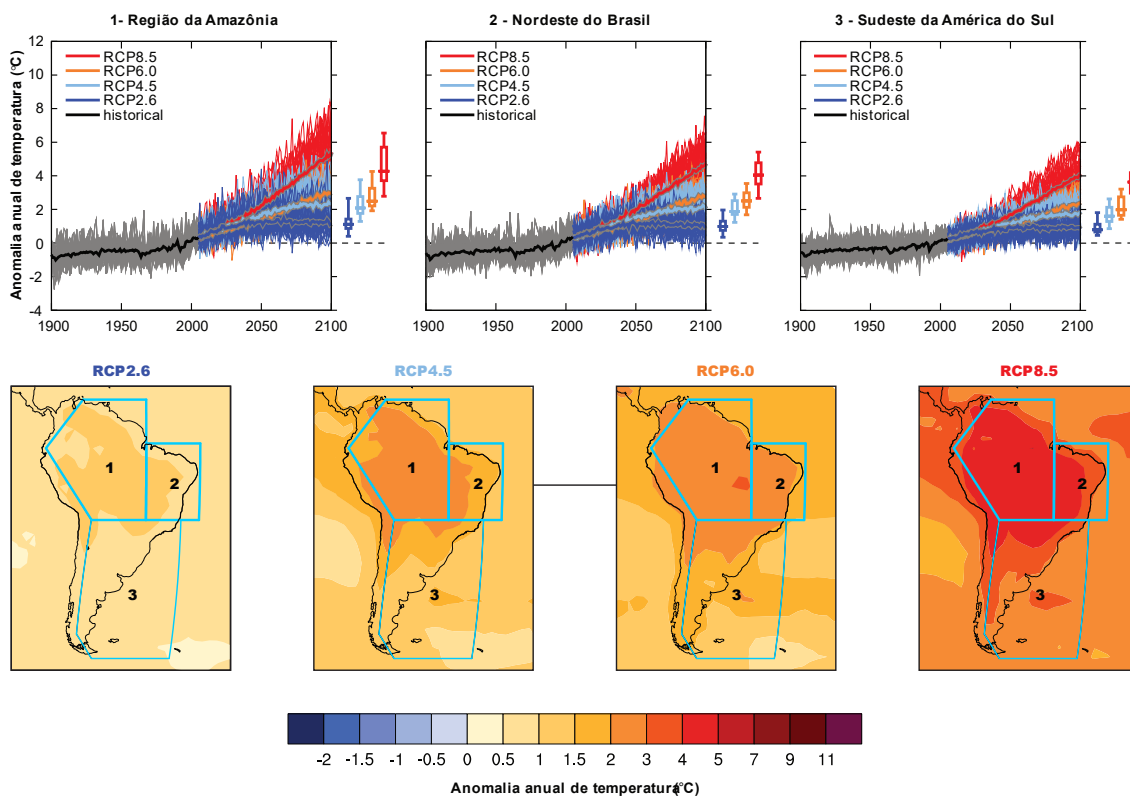 1- Região da Amazônia
2 - Nordeste do Brasil
3 - Sudeste da América do Sul
Anomalia anual de temperatura (°C)
12
10
8
6
4
2
0
-2
-4
RCP8.5
RCP6.0
RCP4.5
RCP2.6
historical
1900 1950 2000 2050 2100
RCP8.5
RCP6.0
RCP4.5
RCP2.6
historical
1900 1950 2000 2050 2100
RCP8.5
RCP6.0
RCP4.5
RCP2.6
historical
1900 1950 2000 2050 2100
RCP2.6
1
2
3
RCP4.5
1
2
3
RCP6.0
1
2
3
RCP8.5
1
2
3
-2 -1.5 -1 -0.5 0 0.5 1 1.5 2 3 4 5 7 9 11
Anomalia anual de temperatura(°C)